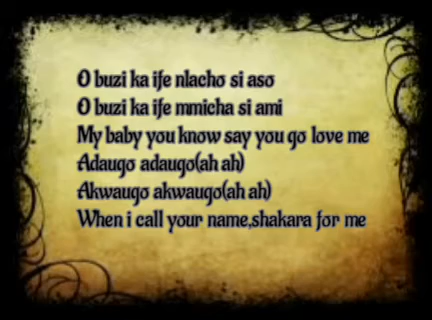 O buzi ka ife nlacho si aso
O buzi ka ife mmicha si ami
My baby you know say you go love me
Adaugo adaugo(ah ah)
Akwaugo akwaugo(ah ah)
When i call your name,shakara for me